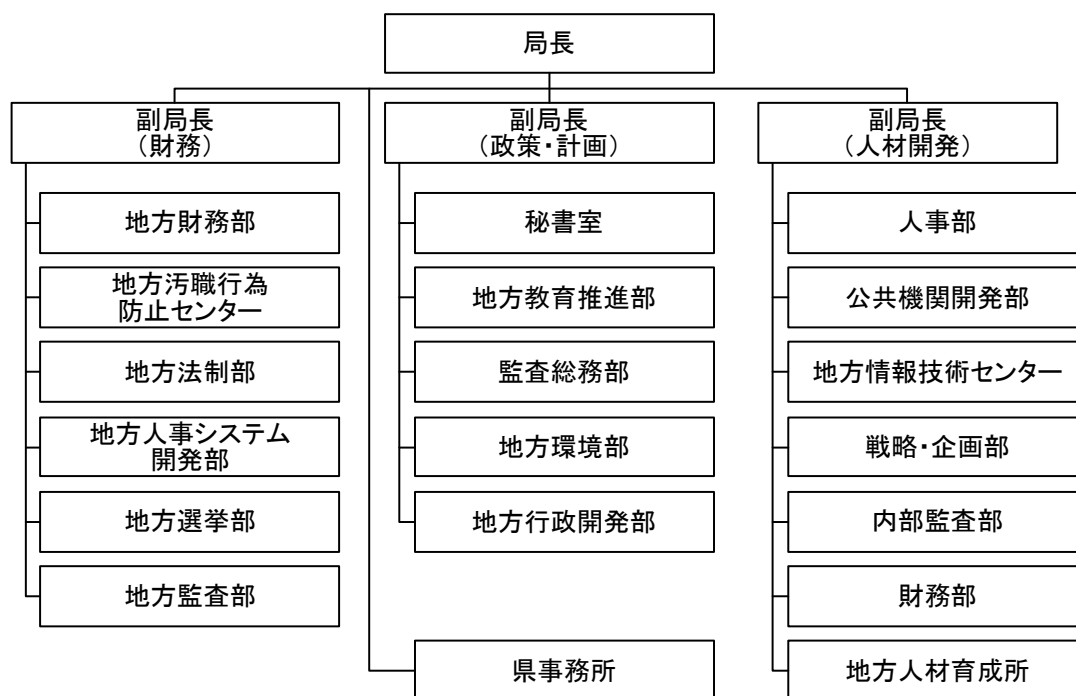 局長
副局長
（財務）
地方財務部
地方汚職行為
防止センター
地方法制部
地方人事システム
開発部
地方選挙部
地方監査部
副局長
（政策・計画）
秘書室
地方教育推進部
監査総務部
地方環境部
地方行政開発部
県事務所
副局長
（人材開発）
人事部
公共機関開発部
地方情報技術センター
戦略・企画部
内部監査部
財務部
地方人材育成所